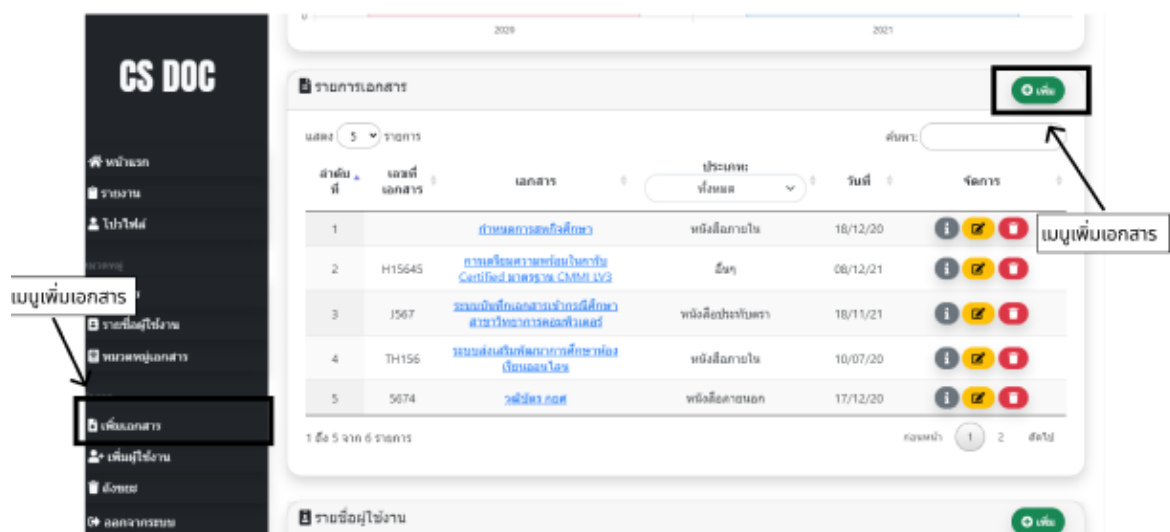 0
2020
2021
CS DOC
รายการเอกสาร
เพิ่ม
แสดง 5 รายการ
ค้นหา:
หน้าแรก
รายงาน
โปรไฟล์
หมวดหมู่
เมนูเพิ่มเอกสาร
รายชื่อผู้ใช้งาน
หมวดหมู่เอกสาร
เพิ่มเอกสาร
เพิ่มผู้ใช้งาน
ถังขยะ
ออกจากระบบ
ลำดับที่ เลขที่เอกสาร เอกสาร ประเภท: ทั้งหมด วันที่ จัดการ
1 กำหนดการสหกิจศึกษา หนังสือภายใน 18/12/20
เมนูเพิ่มเอกสาร
2 H15645 การเตรียมความพร้อมในการรับ
Certified มาตรฐาน CMMI LV3 อื่นๆ 08/12/21
3 J567 ระบบบันทึกเอกสารเข้ากรณีศึกษา
สาขาวิทยาการคอมพิวเตอร์ หนังสือประทับตรา 18/11/21
4 TH156 ระบบส่งเสริมพัฒนาการศึกษาห้อง
เรียนออนไลน์ หนังสือภายใน 10/07/20
5 5674 วุฒิบัตร กอศ หนังสือภายนอก 17/12/20
1 ถึง 5 จาก 6 รายการ
ก่อนหน้า 1 2 ถัดไป
รายชื่อผู้ใช้งาน
เพิ่ม